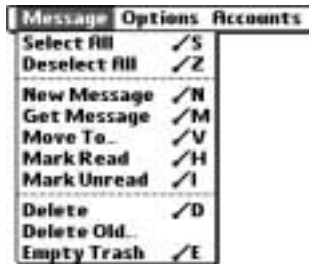 Message Options Accounts
Select All /S
Deselect All /Z
New Message /N
Get Message /M
Move To... /V
Mark Read /H
Mark Unread /I
Delete /D
Delete Old...
Empty Trash /E